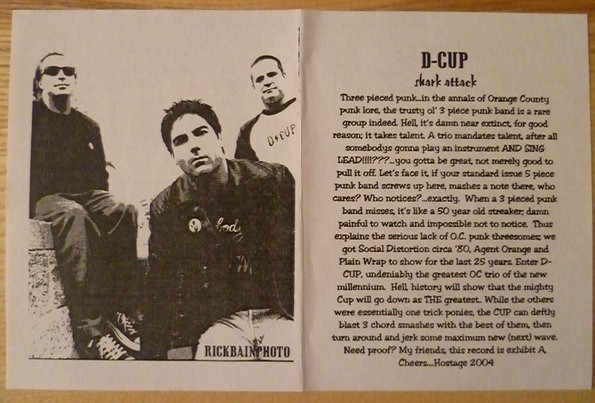 D-CUP
RICKBAINPHOTO
D-CUP
shark attack
Three pieced punk...in the annals of Orange County
punk lore, the trusty ol' 3 piece punk band is a rare
group indeed. Hell, it's damn near extinct, for good
reason; it takes talent. A trio mandates talent, after all
somebodys gonna play an instrument AND SING
LEAD!!!!???...you gotta be great, not merely good to
pull it off. Let's face it, if your standard issue 5 piece
punk band screws up here, mashes a note there, who
cares? Who notices?...exactly. When a 3 pieced punk
band misses, it's like a 50 year old streaker; damn
painful to watch and impossible not to notice. Thus
explains the serious lack of O.C. punk threesomes; we
got Social Distortion circa '80, Agent Orange and
Plain Wrap to show for the last 25 years. Enter D-
CUP, undeniably the greatest OC trio of the new
millenium. Hell, history will show that the mighty
Cup will go down as THE greatest. While the others
were essentially one trick ponies, the CUP can deftly
blast 3 chord smashes with the best of them, then
turn around and jerk some maximum new (next) wave.
Need proof? My friends, this record is exhibit A.
Cheers....Hostage 2004